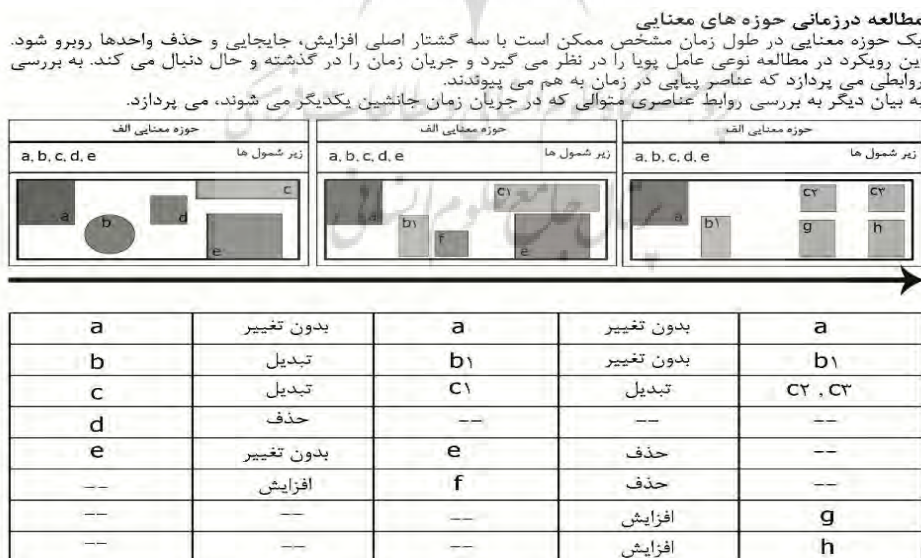 مطالعه درزمانی حوزه های معنایی
یک حوزه معنایی در طول زمان مشخص ممکن است با سه گشتار اصلی افزایش، جابجایی و حذف واحدها روبرو شود.
این رویکرد در مطالعه نوعی عامل پویا را در نظر می گیرد و جریان زمان را در گذشته و حال دنبال می کند. به بررسی
روابطی می پردازد که عناصر پیاپی در زمان به هم می پیوندند.
به بیان دیگر به بررسی روابط عناصری متوالی که در جریان زمان جانشین یکدیگر می شوند، می پردازد.
حوزه معنایی الف حوزه معنایی الف حوزه معنایی الف
a, b, c, d, e زیر شمول ها a, b, c, d, e زیر شمول ها a, b, c, d, e زیر شمول ها
a b d c e
a b۱ f c۱ e
a b۱ c۲ c۳ g h
a بدون تغییر a بدون تغییر a
b تبدیل b۱ بدون تغییر b۱
c تبدیل c۱ تبدیل c۲ , c۳
d حذف -- -- --
e بدون تغییر e حذف --
-- افزایش f حذف --
-- -- -- افزایش g
-- -- -- افزایش h